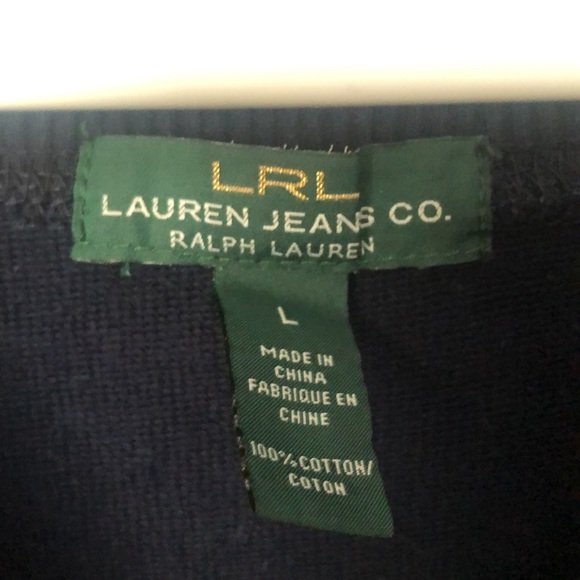 LRL
LAUREN JEANS CO.
RALPH LAUREN
L
MADE IN
CHINA
FABRIQUE EN
CHINE
100% COTTON/
COTON